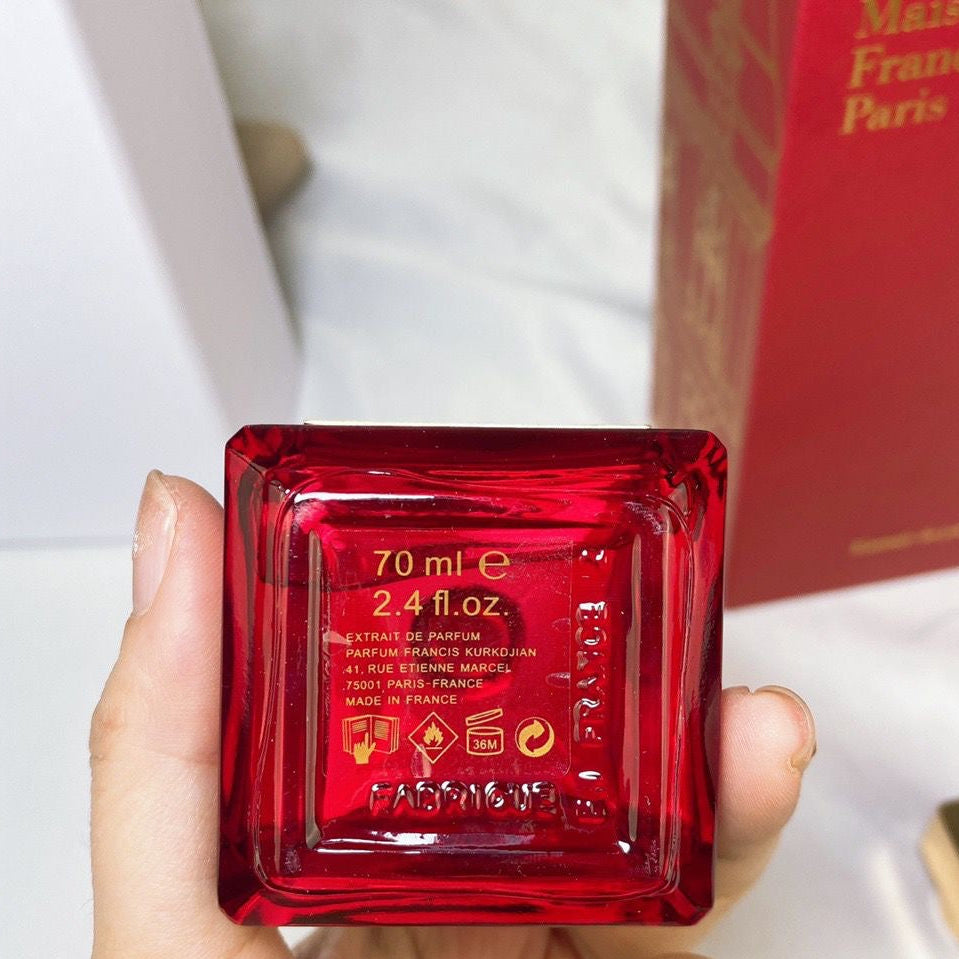 Mais
Franc
Paris
70 ml ℮
2.4 fl.oz.
EXTRAIT DE PARFUM
PARFUM FRANCIS KURKDJIAN
41, RUE ETIENNE MARCEL
75001 PARIS-FRANCE
MADE IN FRANCE
36M
FABRIQUE
EN FRANCE